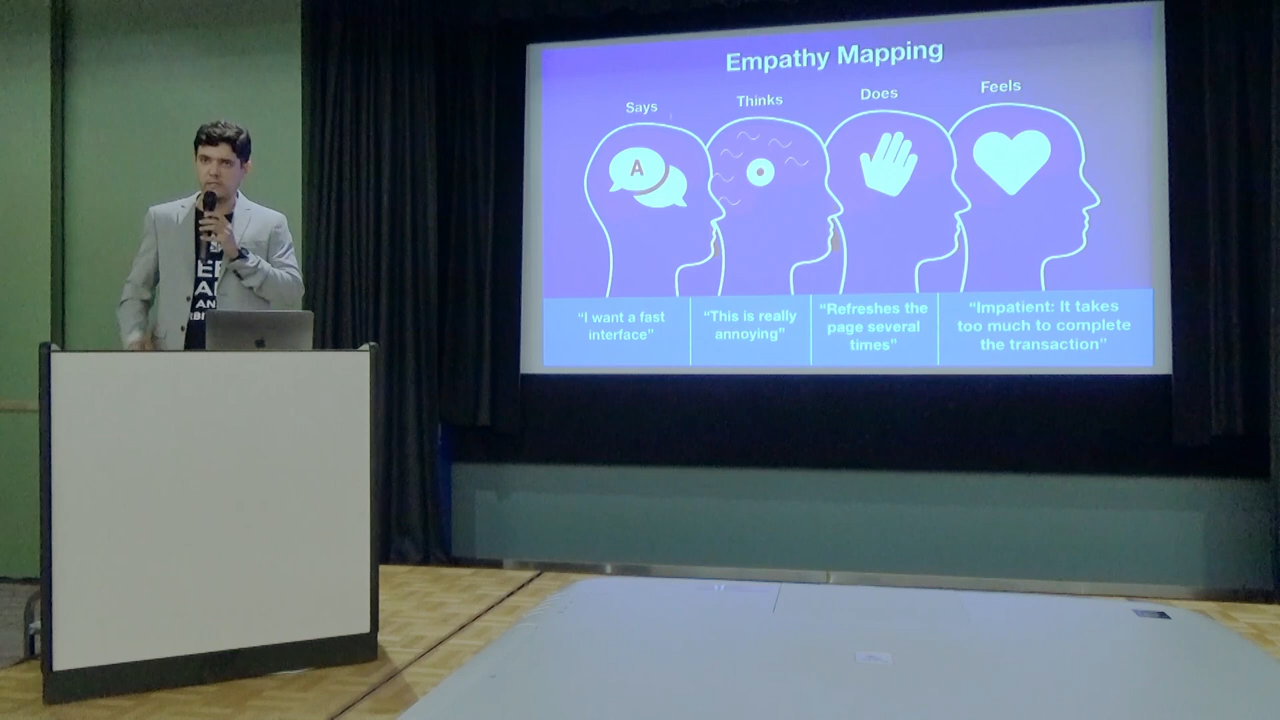 Empathy Mapping
Says
Thinks
Does
Feels
A
“I want a fast
interface”
“This is really
annoying”
“Refreshes the
page several
times”
“Impatient: It takes
too much to complete
the transaction”
AN